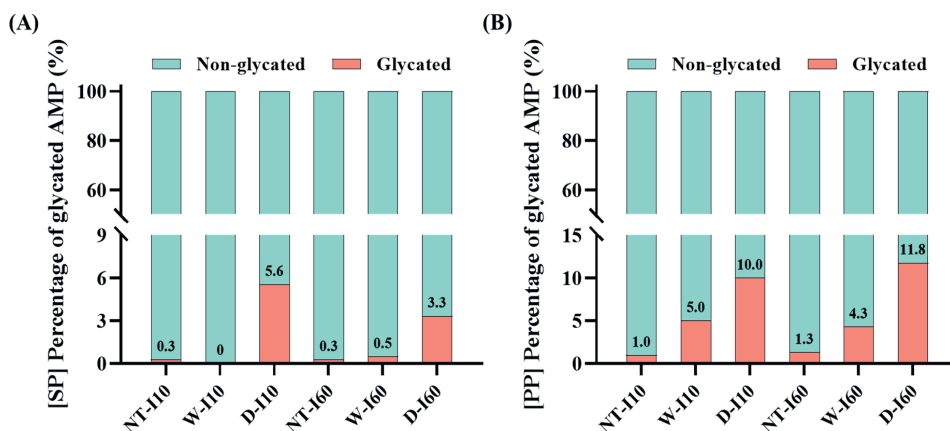 (A)
[SP] Percentage of glycated AMP (%)
Non-glycated Glycated
100
80
60
9
6
3
0
0.3 0 5.6 0.3 0.5 3.3
NT-I10 W-I10 D-I10 NT-I60 W-I60 D-I60
(B)
[PP] Percentage of glycated AMP (%)
Non-glycated Glycated
100
80
60
15
10
5
0
1.0 5.0 10.0 1.3 4.3 11.8
NT-I10 W-I10 D-I10 NT-I60 W-I60 D-I60